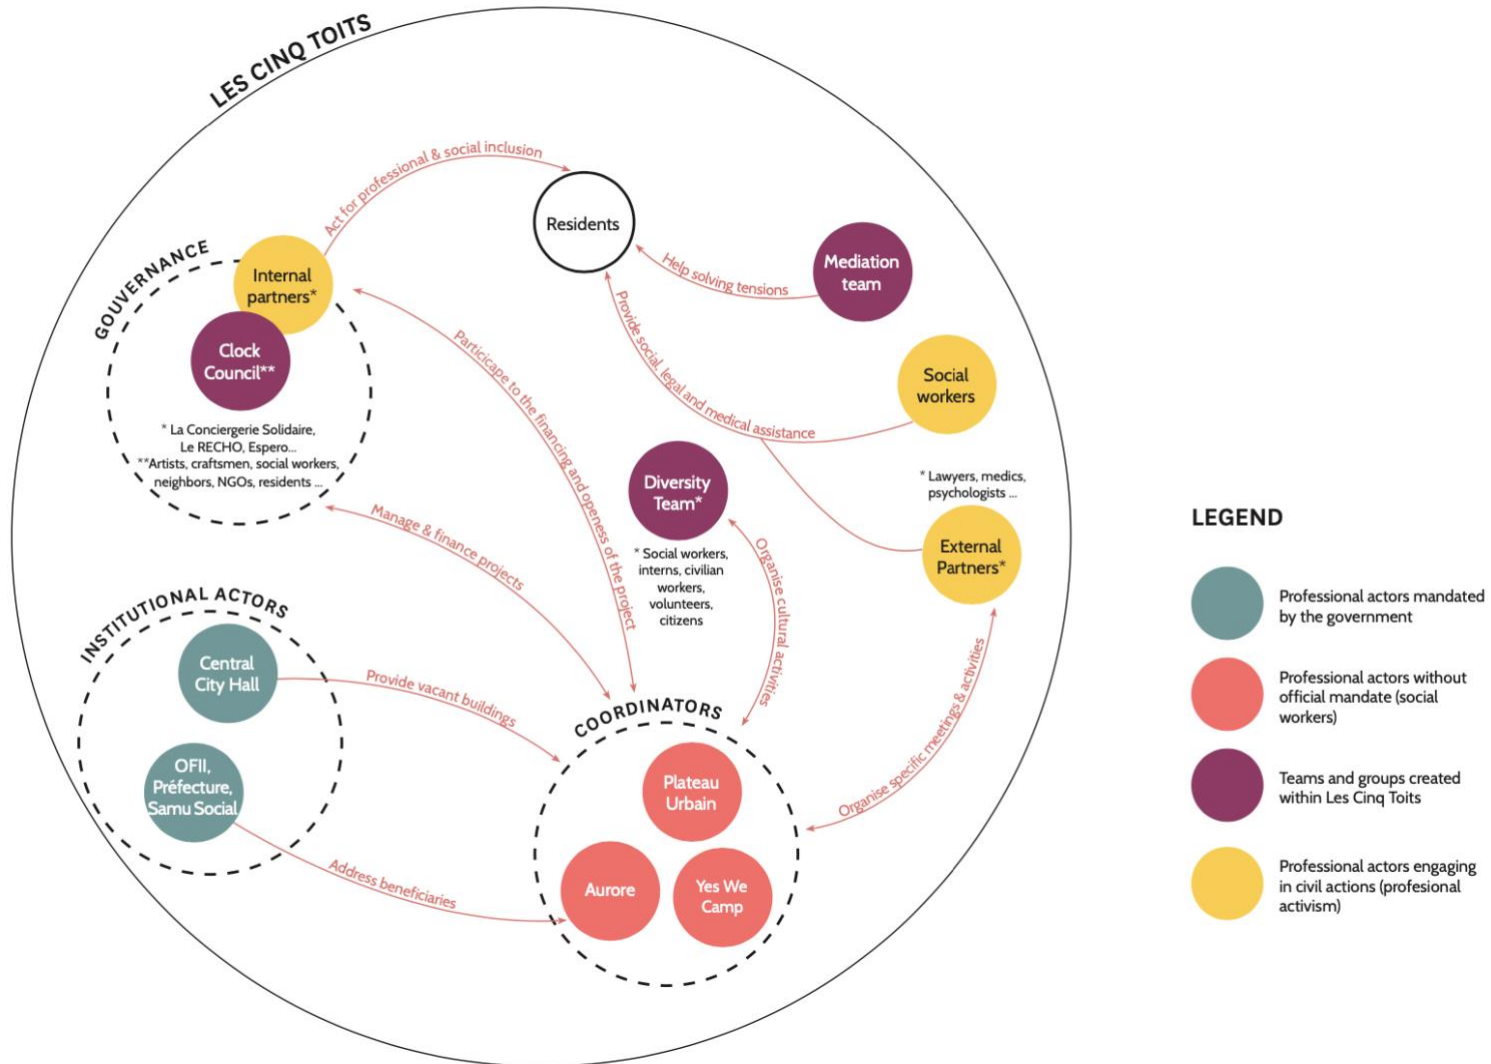 LES CINQ TOITS
Act for professional & social inclusion
Residents
GOUVERNANCE
Internal
partners*
Clock
Council**
* La Conciergerie Solidaire,
Le RECHO, Espero...
**Artists, craftsmen, social workers,
neighbors, NGOs, residents ...
Help solving tensions
Mediation
team
Provide social, legal and medical assistance
Social
workers
Particicape to the financing and openess of the project
Diversity
Team*
* Social workers,
interns, civilian
workers,
volunteers,
citizens
* Lawyers, medics,
psychologists ...
External
Partners*
Manage & finance projects
Organise cultural activities
Organise specific meetings & activities
INSTITUTIONAL ACTORS
Central
City Hall
Provide vacant buildings
OFII,
Préfecture,
Samu Social
Address beneficiaries
COORDINATORS
Plateau
Urbain
Aurore
Yes We
Camp
LEGEND
Professional actors mandated
by the government
Professional actors without
official mandate (social
workers)
Teams and groups created
within Les Cinq Toits
Professional actors engaging
in civil actions (profesional
activism)